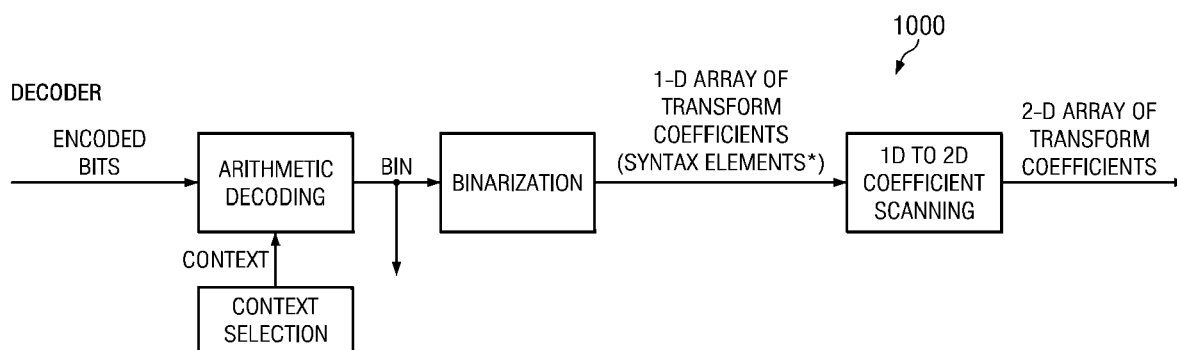 1000
DECODER
ENCODED
BITS
ARITHMETIC
DECODING
BIN
BINARIZATION
1-D ARRAY OF
TRANSFORM
COEFFICIENTS
(SYNTAX ELEMENTS*)
1D TO 2D
COEFFICIENT
SCANNING
2-D ARRAY OF
TRANSFORM
COEFFICIENTS
CONTEXT
CONTEXT
SELECTION